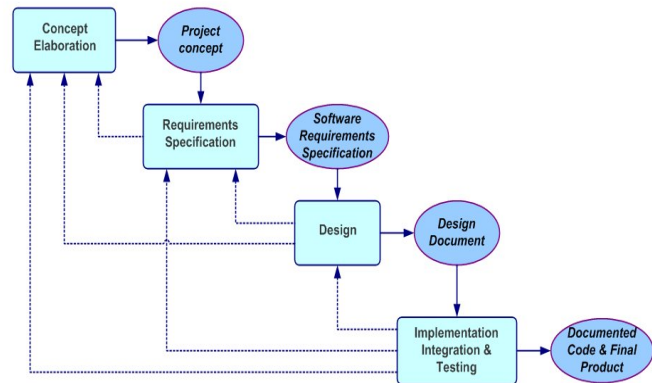 Concept
Elaboration
Project
concept
Requirements
Specification
Software
Requirements
Specification
Design
Design
Document
Implementation
Integration &
Testing
Documented
Code & Final
Product